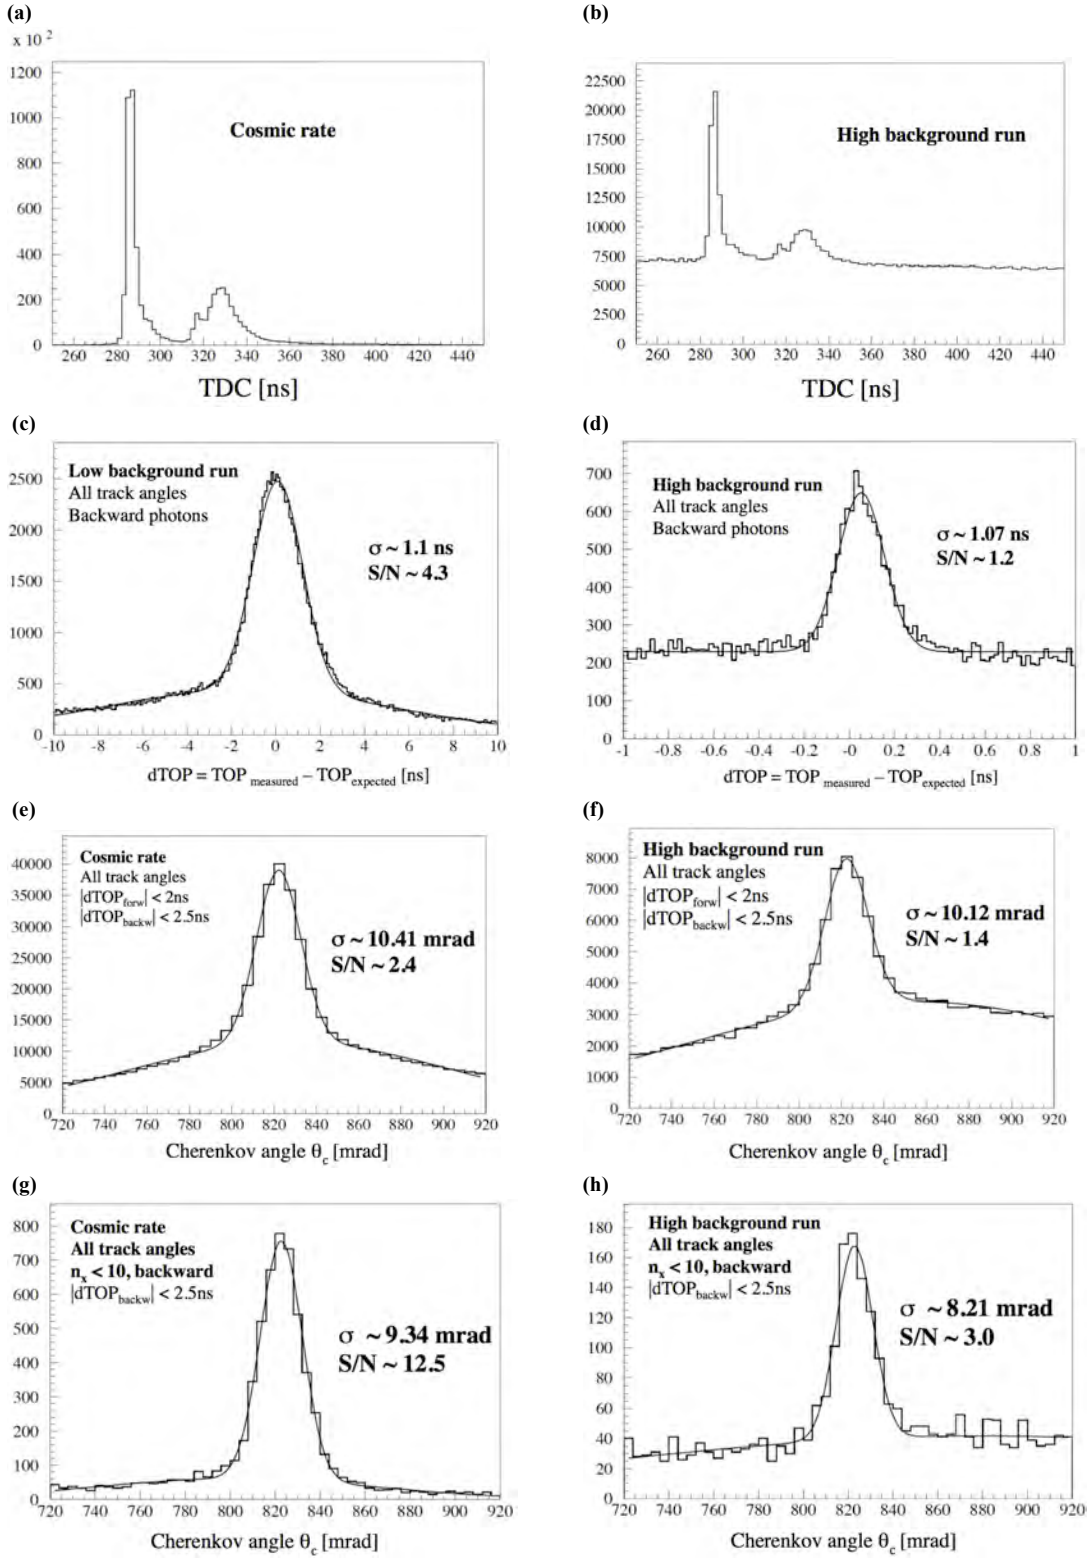 (a)
x 10 2
1200
1000
800
600
400
200
0
260 280 300 320 340 360 380 400 420 440
Cosmic rate
TDC [ns]
(b)
22500
20000
17500
15000
12500
10000
7500
5000
2500
0
260 280 300 320 340 360 380 400 420 440
High background run
TDC [ns]
(c)
2500
2000
1500
1000
500
0
-10 -8 -6 -4 -2 0 2 4 6 8 10
Low background run
All track angles
Backward photons
σ ~ 1.1 ns
S/N ~ 4.3
dTOP = TOP measured – TOP expected [ns]
(d)
700
600
500
400
300
200
100
0
-1 -0.8 -0.6 -0.4 -0.2 -0 0.2 0.4 0.6 0.8 1
High background run
All track angles
Backward photons
σ ~ 1.07 ns
S/N ~ 1.2
dTOP = TOP measured – TOP expected [ns]
(e)
40000
35000
30000
25000
20000
15000
10000
5000
0
720 740 760 780 800 820 840 860 880 900 920
Cosmic rate
All track angles
|dTOP forw| < 2ns
|dTOP backw| < 2.5ns
σ ~ 10.41 mrad
S/N ~ 2.4
Cherenkov angle θc [mrad]
(f)
8000
7000
6000
5000
4000
3000
2000
1000
0
720 740 760 780 800 820 840 860 880 900 920
High background run
All track angles
|dTOP forw| < 2ns
|dTOP backw| < 2.5ns
σ ~ 10.12 mrad
S/N ~ 1.4
Cherenkov angle θc [mrad]
(g)
800
700
600
500
400
300
200
100
0
720 740 760 780 800 820 840 860 880 900 920
Cosmic rate
All track angles
nx < 10, backward
|dTOP backw| < 2.5ns
σ ~ 9.34 mrad
S/N ~ 12.5
Cherenkov angle θc [mrad]
(h)
180
160
140
120
100
80
60
40
20
0
720 740 760 780 800 820 840 860 880 900 920
High background run
All track angles
nx < 10, backward
|dTOP backw| < 2.5ns
σ ~ 8.21 mrad
S/N ~ 3.0
Cherenkov angle θc [mrad]